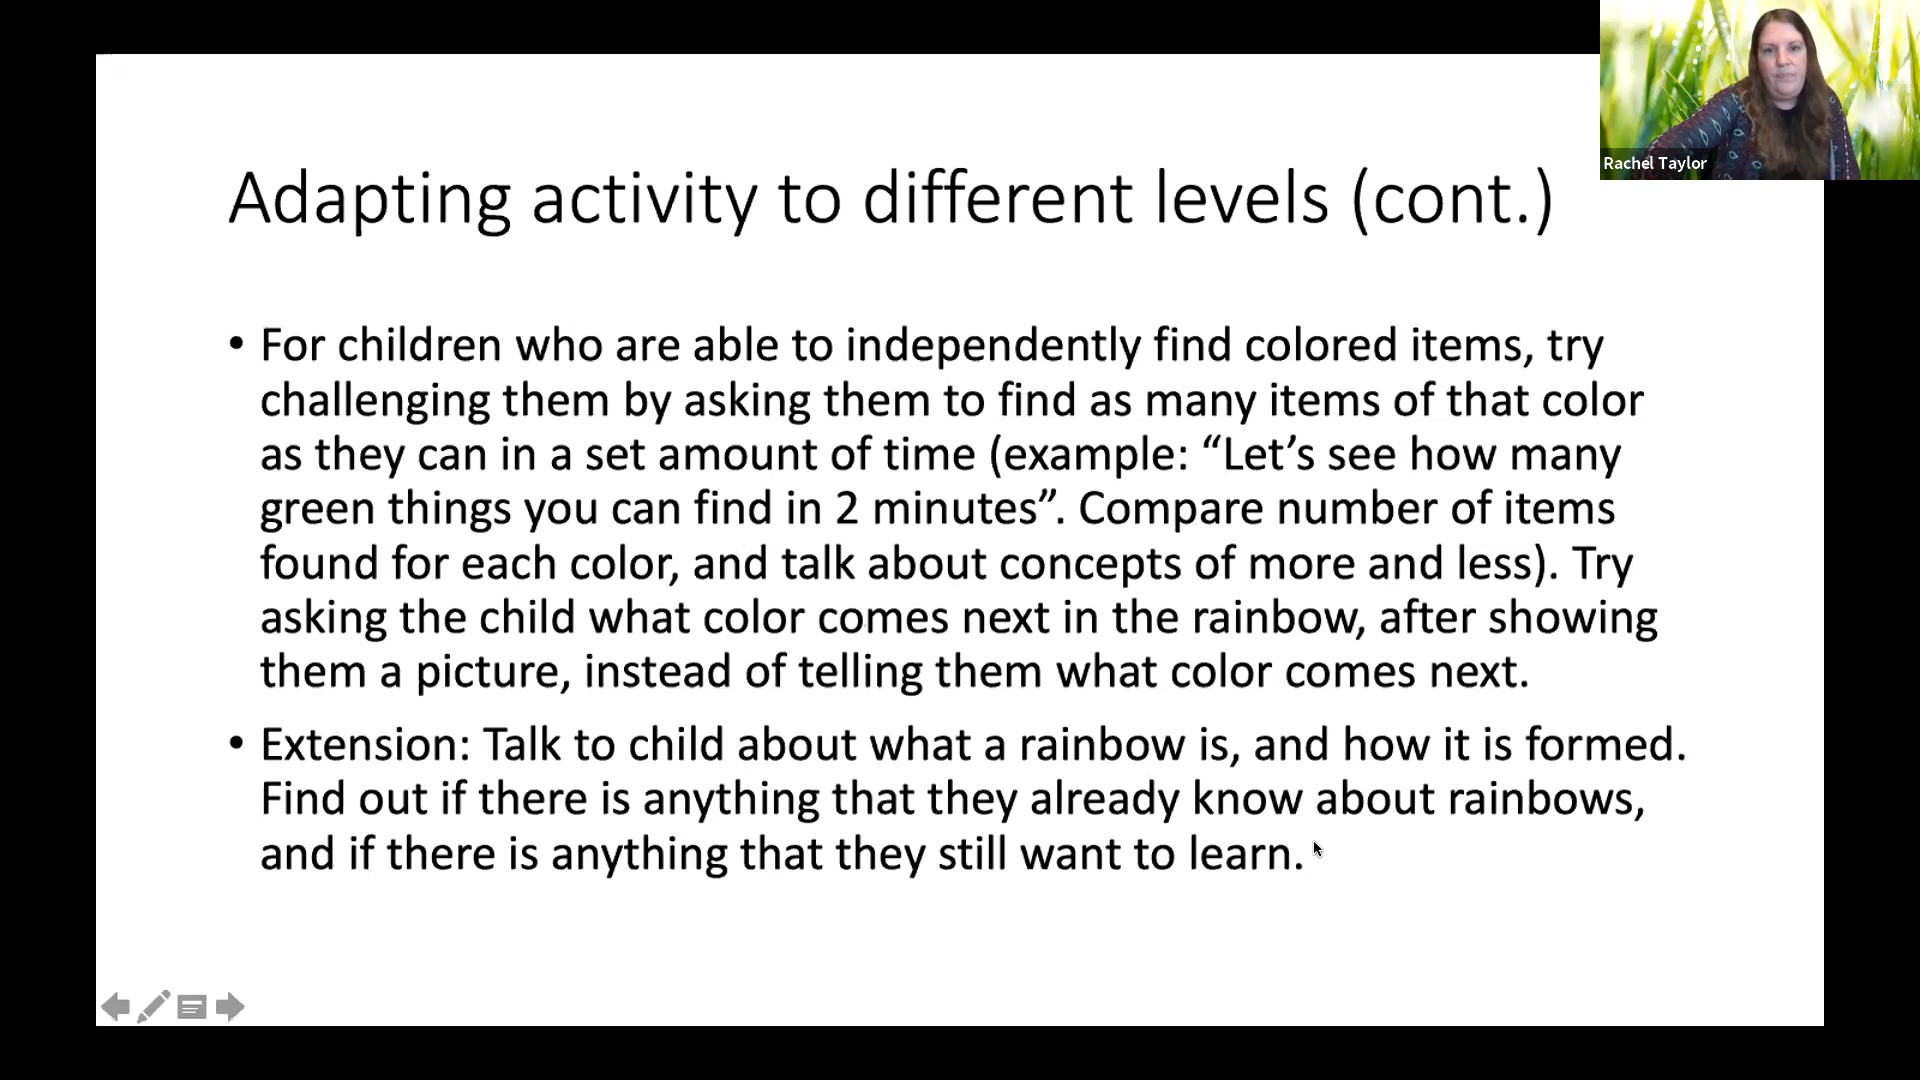 Rachel Taylor
Adapting activity to different levels (cont.)
• For children who are able to independently find colored items, try
challenging them by asking them to find as many items of that color
as they can in a set amount of time (example: “Let’s see how many
green things you can find in 2 minutes”. Compare number of items
found for each color, and talk about concepts of more and less). Try
asking the child what color comes next in the rainbow, after showing
them a picture, instead of telling them what color comes next.
• Extension: Talk to child about what a rainbow is, and how it is formed.
Find out if there is anything that they already know about rainbows,
and if there is anything that they still want to learn.